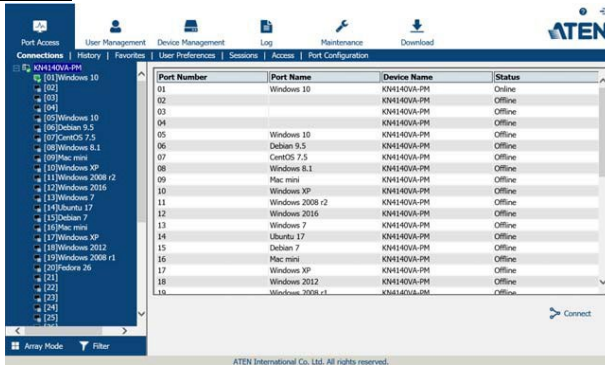 ATEN
Port Access User Management Device Management Log Maintenance Download
Connections | History | Favorites | User Preferences | Sessions | Access | Port Configuration
KN4140VA-PM
[01]Windows 10
[02]
[03]
[04]
[05]Windows 10
[06]Debian 9.5
[07]CentOS 7.5
[08]Windows 8.1
[09]Mac mini
[10]Windows XP
[11]Windows 2008 r2
[12]Windows 2016
[13]Windows 7
[14]Ubuntu 17
[15]Debian 7
[16]Mac mini
[17]Windows XP
[18]Windows 2012
[19]Windows 2008 r1
[20]Fedora 26
[21]
[22]
[23]
[24]
[25]
Array Mode Filter
Port Number Port Name Device Name Status
01 Windows 10 KN4140VA-PM Online
02 KN4140VA-PM Offline
03 KN4140VA-PM Offline
04 KN4140VA-PM Offline
05 Windows 10 KN4140VA-PM Offline
06 Debian 9.5 KN4140VA-PM Offline
07 CentOS 7.5 KN4140VA-PM Offline
08 Windows 8.1 KN4140VA-PM Offline
09 Mac mini KN4140VA-PM Offline
10 Windows XP KN4140VA-PM Offline
11 Windows 2008 r2 KN4140VA-PM Offline
12 Windows 2016 KN4140VA-PM Offline
13 Windows 7 KN4140VA-PM Offline
14 Ubuntu 17 KN4140VA-PM Offline
15 Debian 7 KN4140VA-PM Offline
16 Mac mini KN4140VA-PM Offline
17 Windows XP KN4140VA-PM Offline
18 Windows 2012 KN4140VA-PM Offline
19 Windows 2008 r1 KN4140VA-PM Offline
Connect
ATEN International Co. Ltd. All rights reserved.